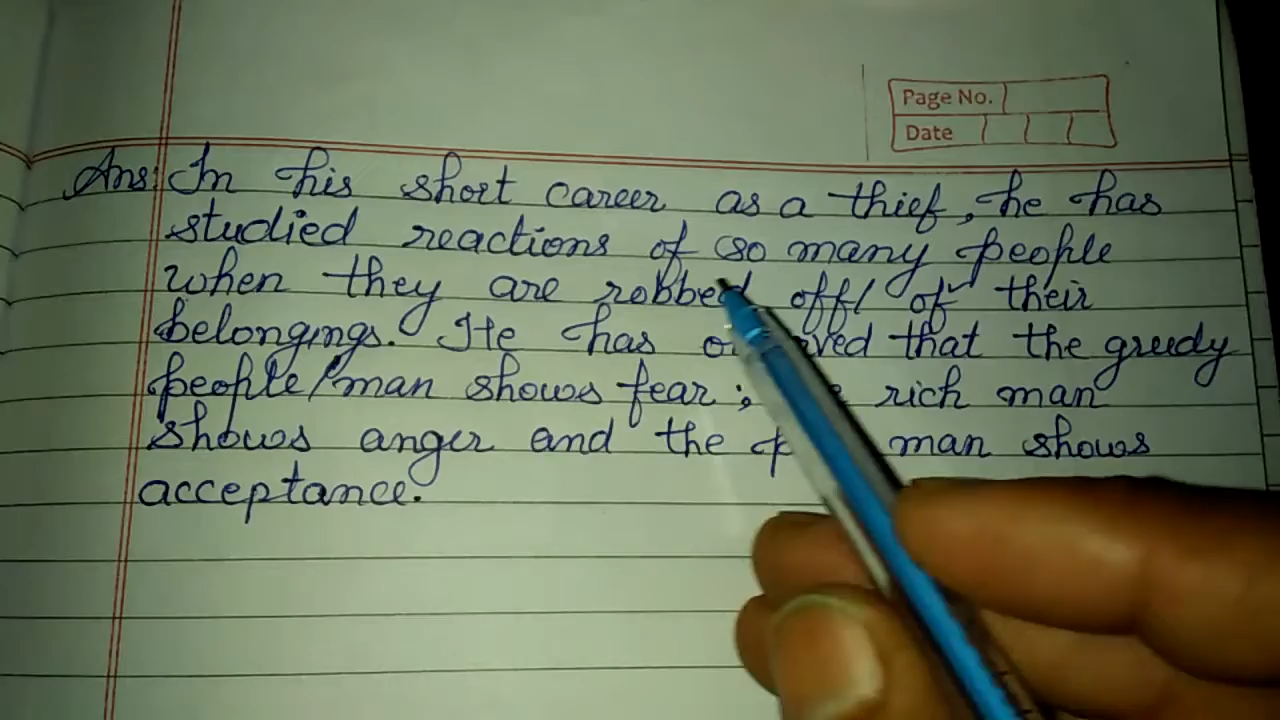 Page No.
Date
Ans: In his short career as a thief, he has
studied reactions of so many people
when they are robbed off/ of their
belongings. He has that the greedy
people/man shows fear; rich man
shows anger and the man shows
acceptance.